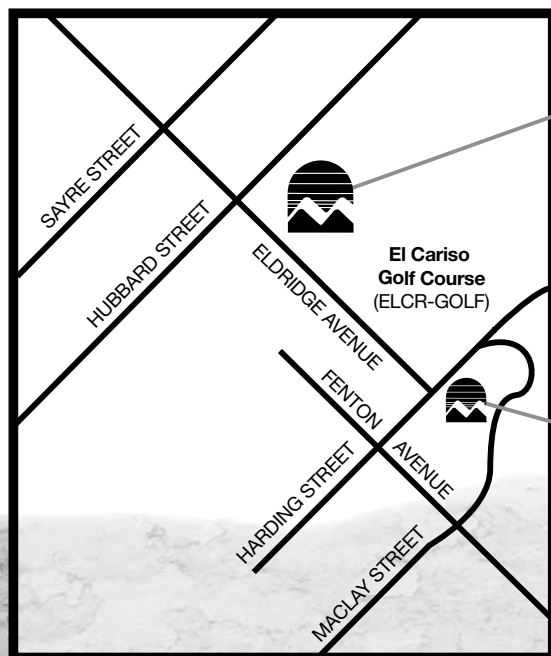 SAYRE STREET
HUBBARD STREET
ELDRIDGE AVENUE
El Cariso
Golf Course
(ELCR-GOLF)
FENTON
AVENUE
HARDING STREET
MACLAY STREET